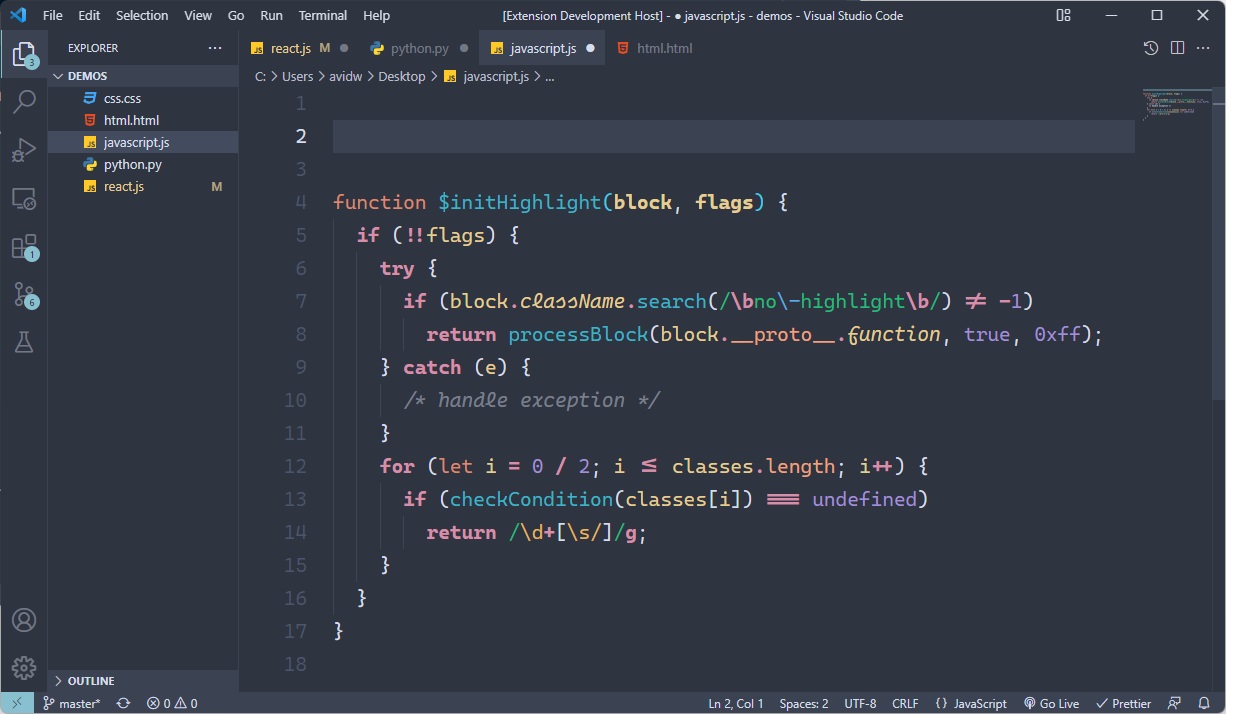 File Edit Selection View Go Run Terminal Help [Extension Development Host] - ● javascript.js - demos - Visual Studio Code
EXPLORER ···
JS react.js M ● python.py ● JS javascript.js ● html.html ···
3
DEMOS
C: > Users > avidw > Desktop > JS javascript.js > ...
css.css
html.html
JS javascript.js
python.py
JS react.js M
1
6
1
2
3
4 function $initHighlight(block, flags) {
5 if (!!flags) {
6 try {
7 if (block.className.search(/\bno\-highlight\b/) ≠ -1)
8 return processBlock(block.__proto__.function, true, 0xff);
9 } catch (e) {
10 /* handle exception */
11 }
12 for (let i = 0 / 2; i ≤ classes.length; i++) {
13 if (checkCondition(classes[i]) ≡ undefined)
14 return /\d+[\s/]/g;
15 }
16 }
17 }
18
OUTLINE
master* 0 0 Ln 2, Col 1 Spaces: 2 UTF-8 CRLF {} JavaScript Go Live ✓ Prettier